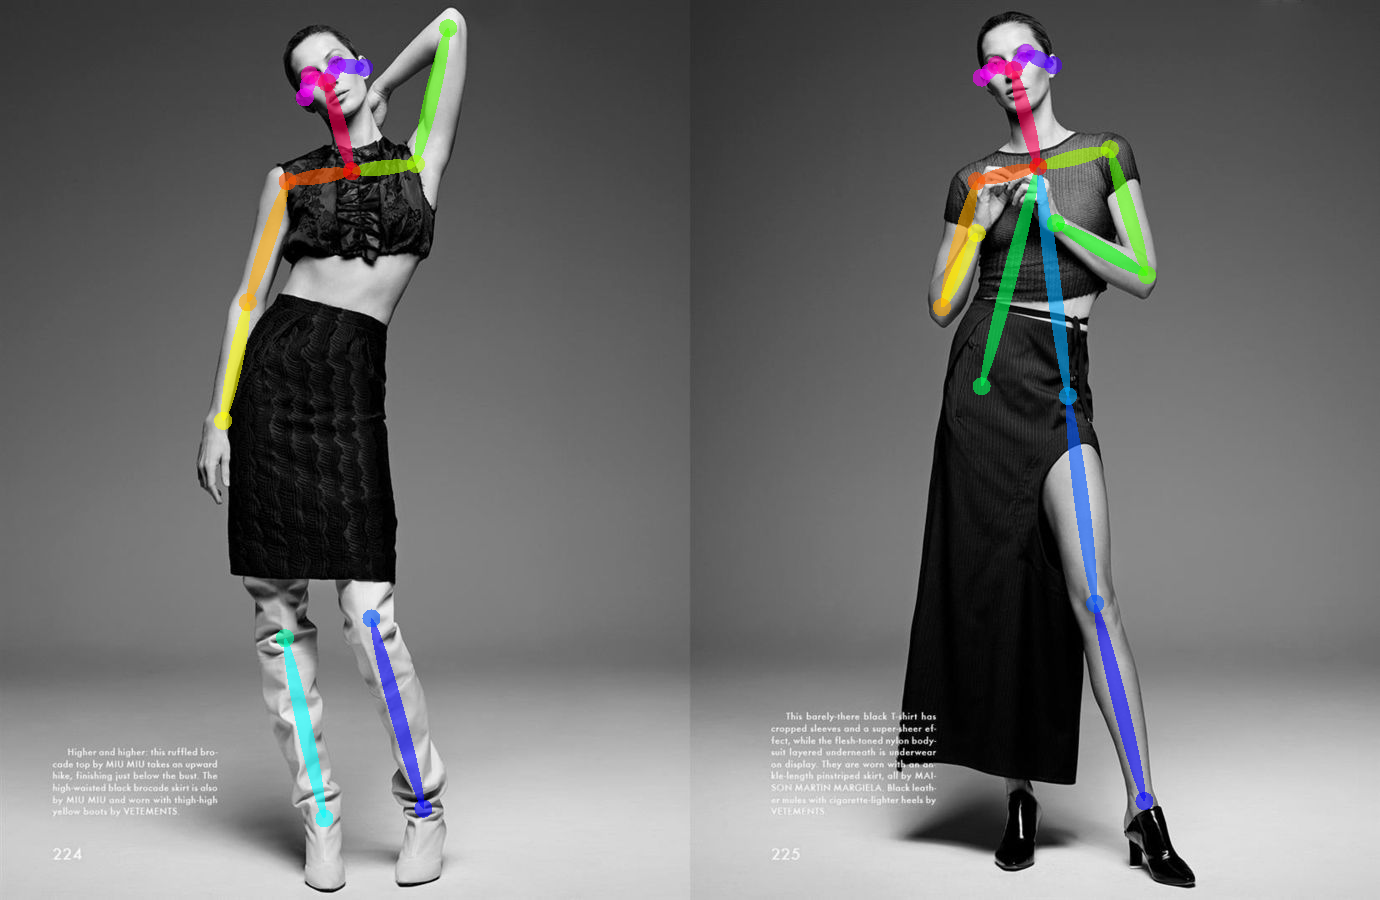 Higher and higher: this ruffled bro-
cade top by MIU MIU takes an upward
hike, finishing just below the bust. The
high-waisted black brocade skirt is also
by MIU MIU and worn with thigh-high
yellow boots by VETEMENTS.
224
This barely-there black T-shirt has
cropped sleeves and a super-sheer ef-
fect, while the flesh-toned nylon body-
suit layered underneath is underwear
on display. They are worn with an an-
kle-length pinstriped skirt, all by MAI-
SON MARTIN MARGIELA. Black leath-
er mules with cigarette-lighter heels by
VETEMENTS.
225